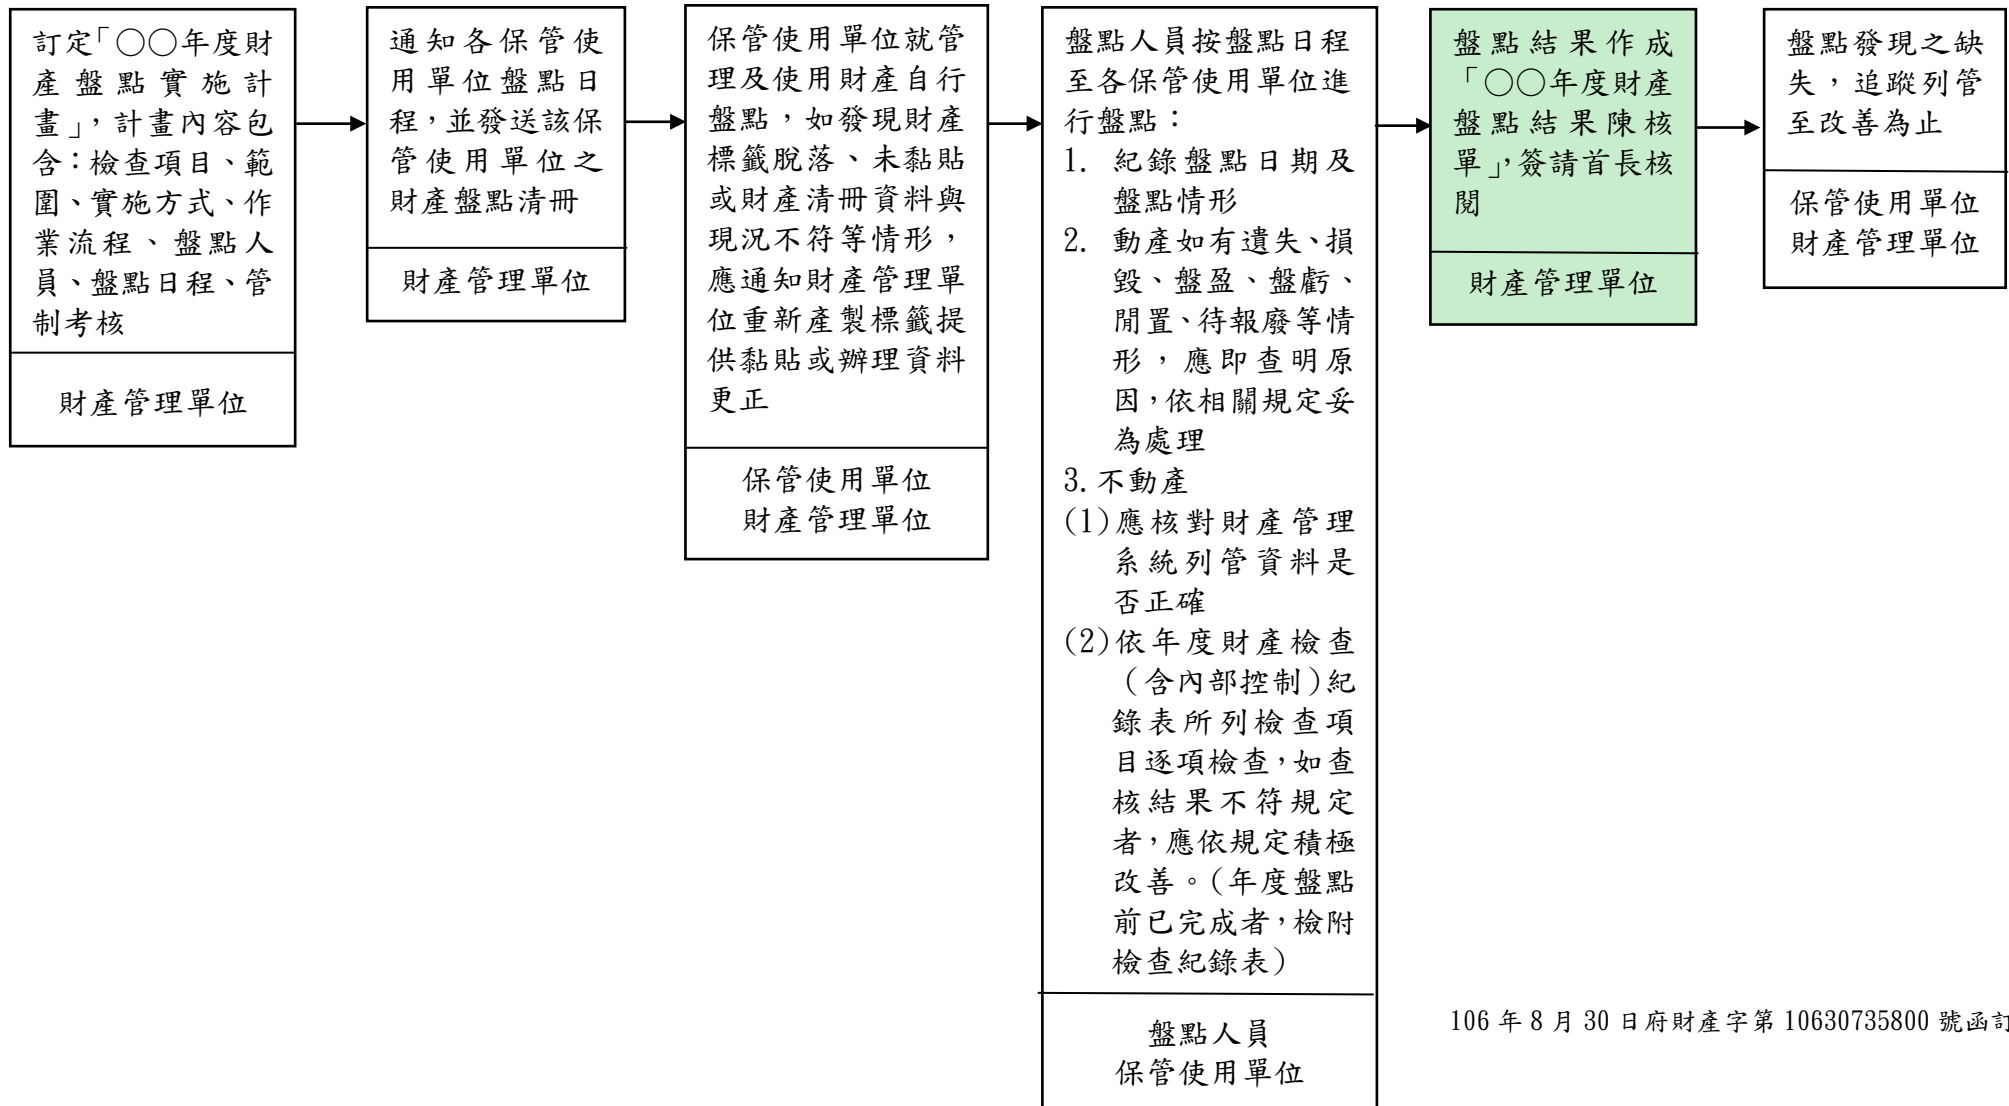 訂定「○○年度財
產盤點實施計
畫」，計畫內容包
含：檢查項目、範
圍、實施方式、作
業流程、盤點人
員、盤點日程、管
制考核
財產管理單位
通知各保管使
用單位盤點日
程，並發送該保
管使用單位之
財產盤點清冊
財產管理單位
保管使用單位就管
理及使用財產自行
盤點，如發現財產
標籤脫落、未黏貼
或財產清冊資料與
現況不符等情形，
應通知財產管理單
位重新產製標籤提
供黏貼或辦理資料
更正
保管使用單位
財產管理單位
盤點人員按盤點日程
至各保管使用單位進
行盤點：
1. 紀錄盤點日期及
盤點情形
2. 動產如有遺失、損
毀、盤盈、盤虧、
閒置、待報廢等情
形，應即查明原
因，依相關規定妥
為處理
3.不動產
(1)應核對財產管理
系統列管資料是
否正確
(2)依年度財產檢查
（含內部控制）紀
錄表所列檢查項
目逐項檢查，如查
核結果不符規定
者，應依規定積極
改善。（年度盤點
前已完成者，檢附
檢查紀錄表）
盤點人員
保管使用單位
盤點結果作成
「○○年度財產
盤點結果陳核
單」，簽請首長核
閱
財產管理單位
盤點發現之缺
失，追蹤列管
至改善為止
保管使用單位
財產管理單位
106 年 8 月 30 日府財產字第 10630735800 號函訂